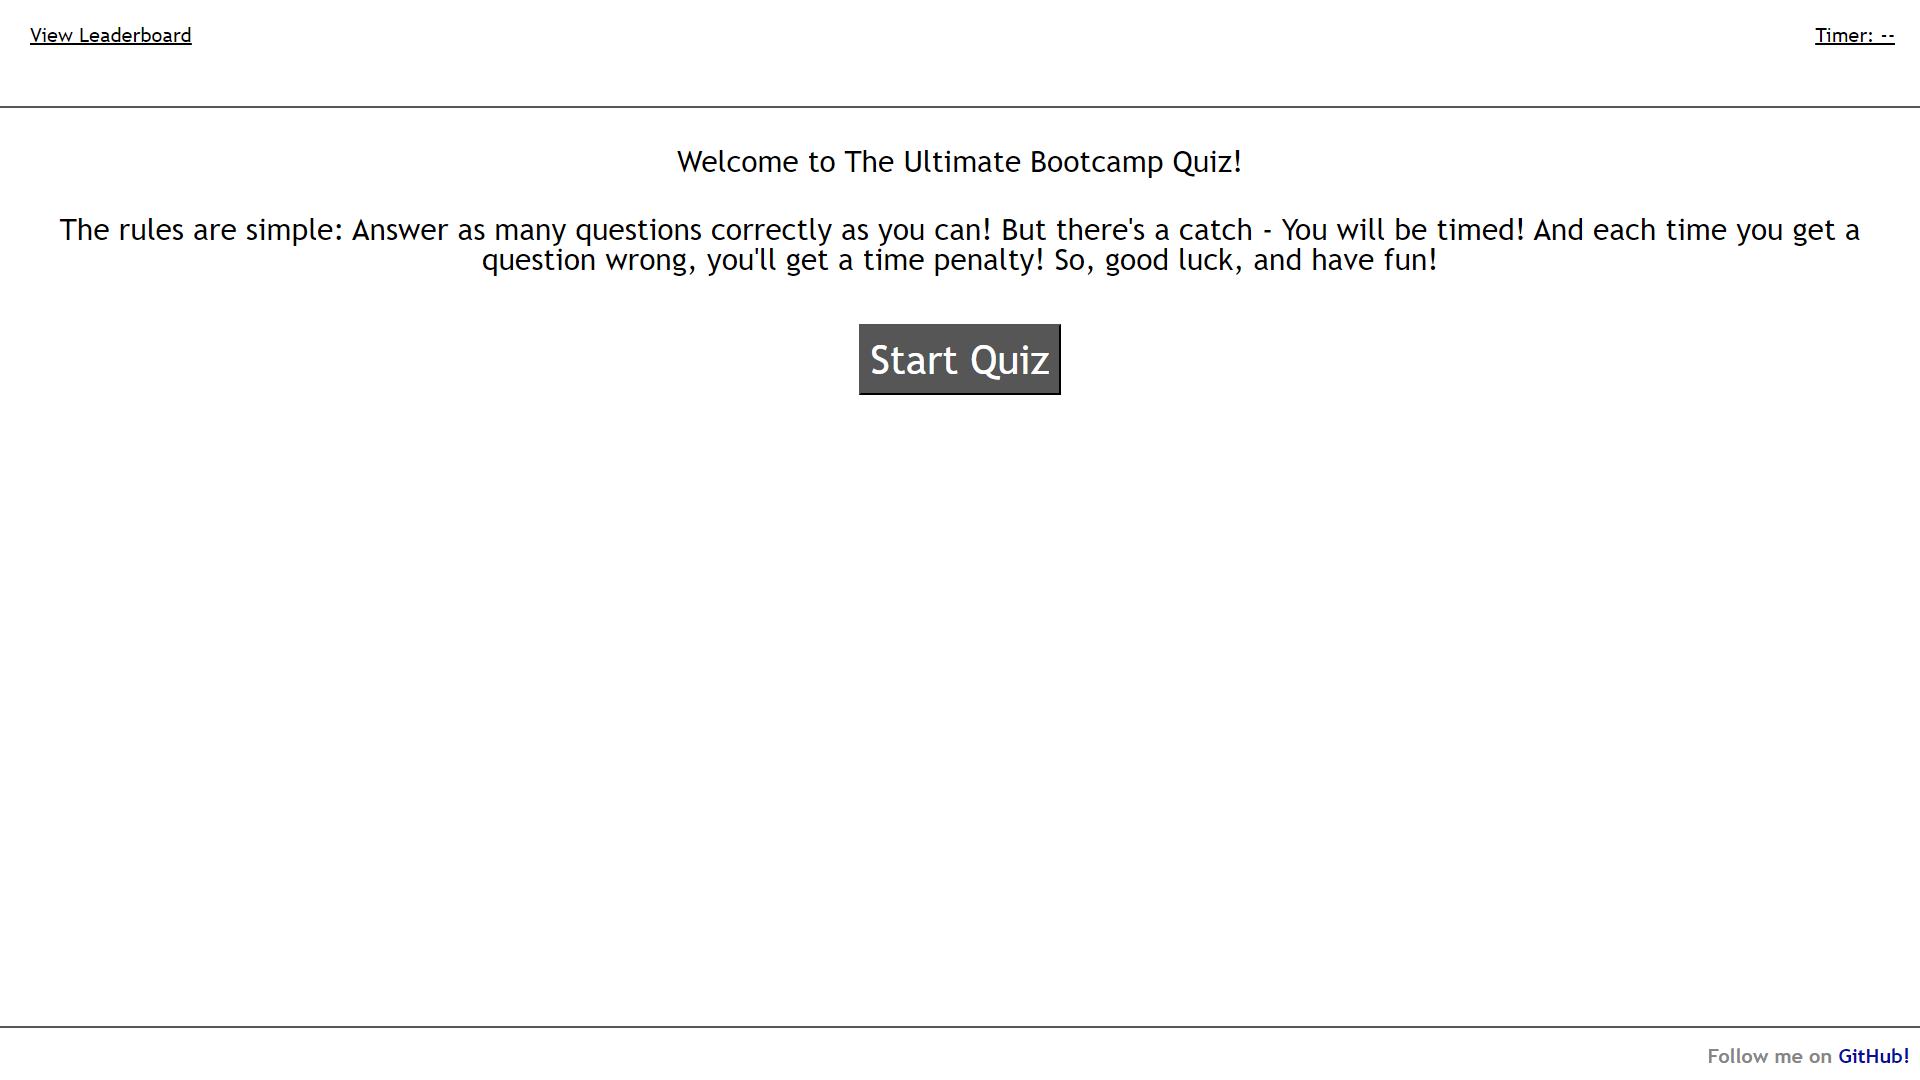 View Leaderboard
Timer: --
Welcome to The Ultimate Bootcamp Quiz!
The rules are simple: Answer as many questions correctly as you can! But there's a catch - You will be timed! And each time you get a
question wrong, you'll get a time penalty! So, good luck, and have fun!
Start Quiz
Follow me on GitHub!